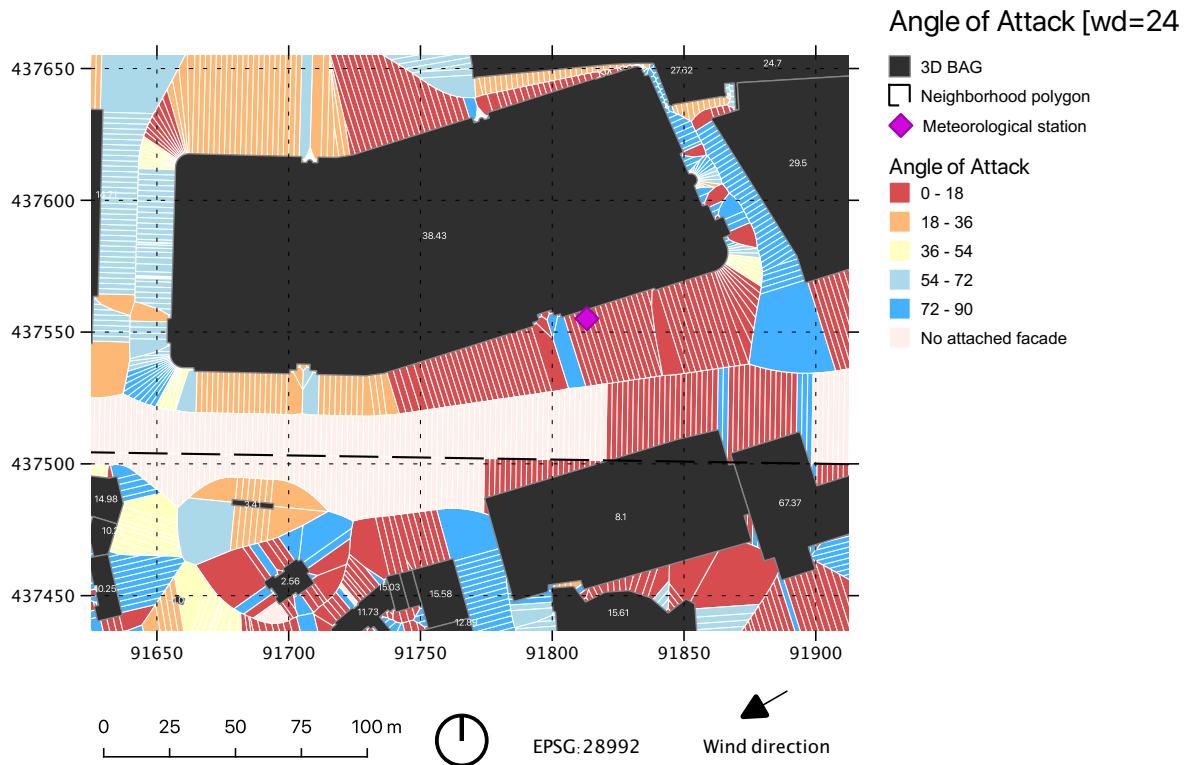 Angle of Attack [wd=24
3D BAG
Neighborhood polygon
Meteorological station
Angle of Attack
0 - 18
18 - 36
36 - 54
54 - 72
72 - 90
No attached facade
437650
437600
437550
437500
437450
27.62
24.7
29.5
38.43
14.98
3.41
67.37
8.1
2.56
15.03
15.58
11.73
12.89
15.61
0.25
91650
91700
91750
91800
91850
91900
0
25
50
75
100 m
EPSG:28992
Wind direction